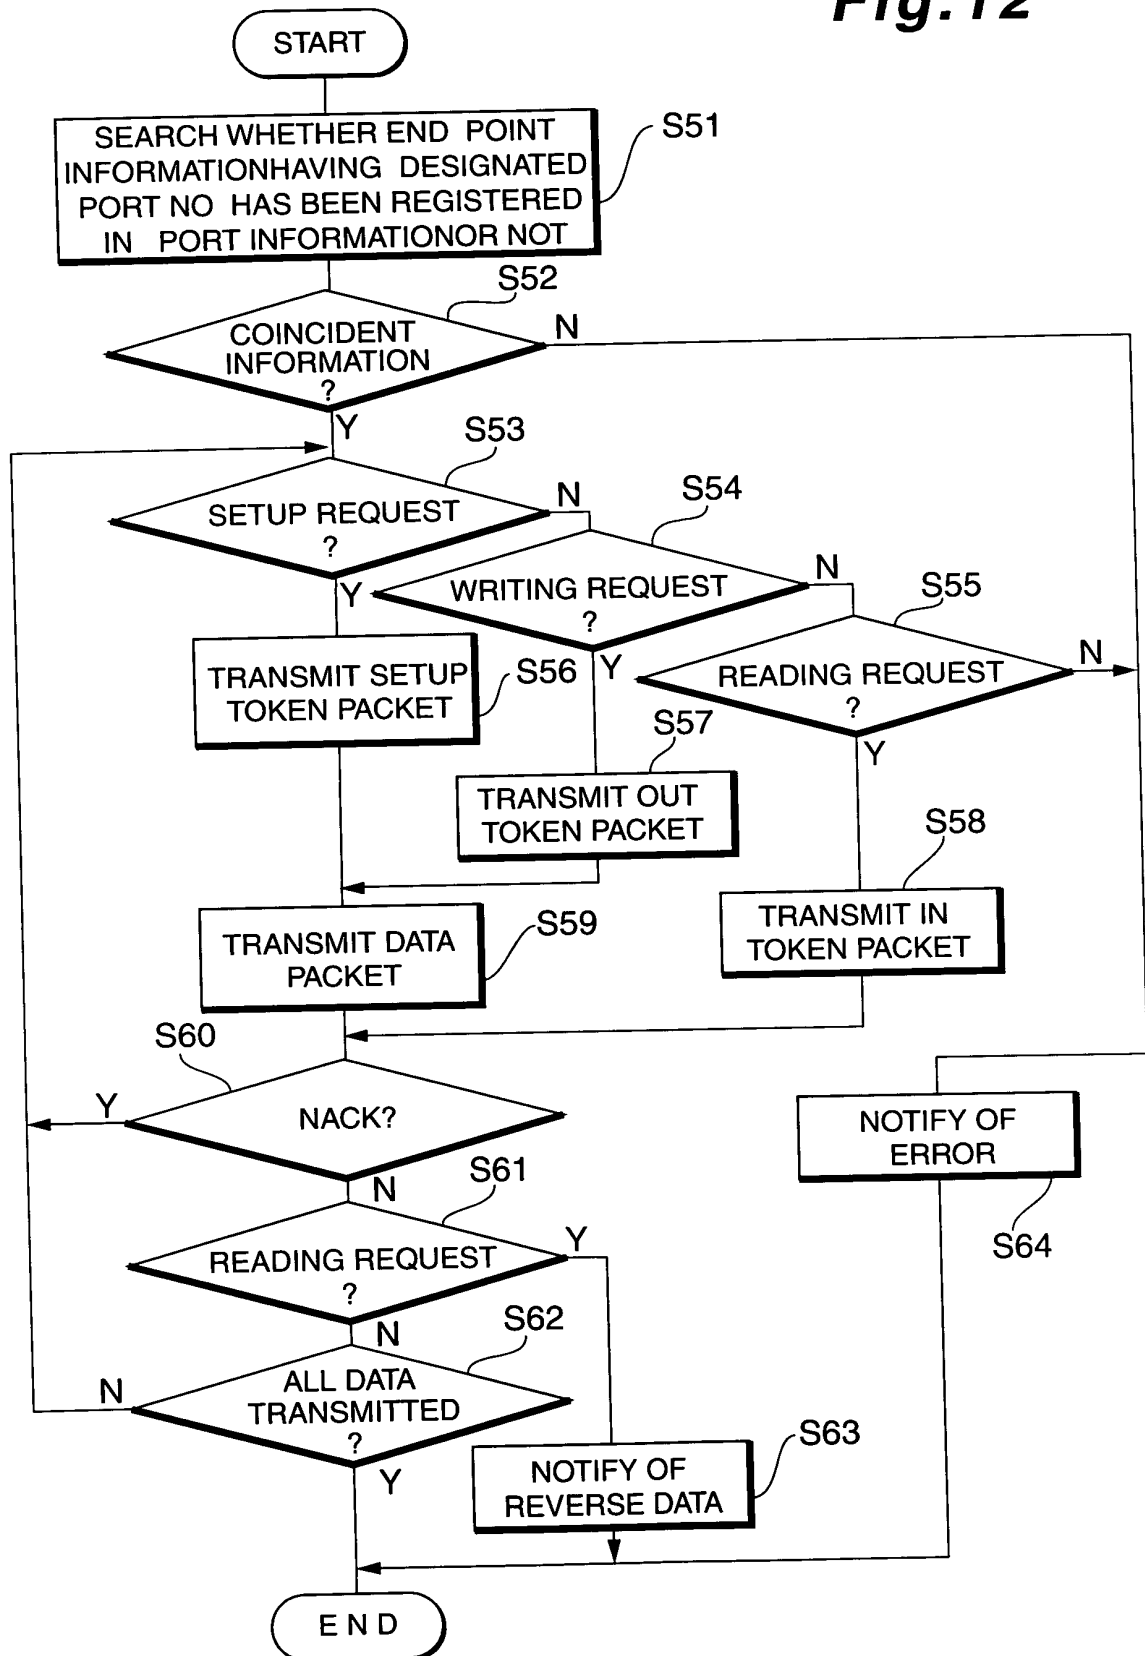 Fig.12
START
SEARCH WHETHER END POINT
INFORMATIONHAVING DESIGNATED
PORT NO HAS BEEN REGISTERED
IN PORT INFORMATIONOR NOT
S51
S52
COINCIDENT
INFORMATION
?
N
Y
S53
SETUP REQUEST
?
N
Y
S54
WRITING REQUEST
?
N
Y
S55
READING REQUEST
?
N
Y
TRANSMIT SETUP
TOKEN PACKET
S56
S57
TRANSMIT OUT
TOKEN PACKET
S58
TRANSMIT IN
TOKEN PACKET
TRANSMIT DATA
PACKET
S59
S60
NACK?
Y
N
S61
READING REQUEST
?
Y
N
S62
ALL DATA
TRANSMITTED
?
N
Y
S63
NOTIFY OF
REVERSE DATA
NOTIFY OF
ERROR
S64
END